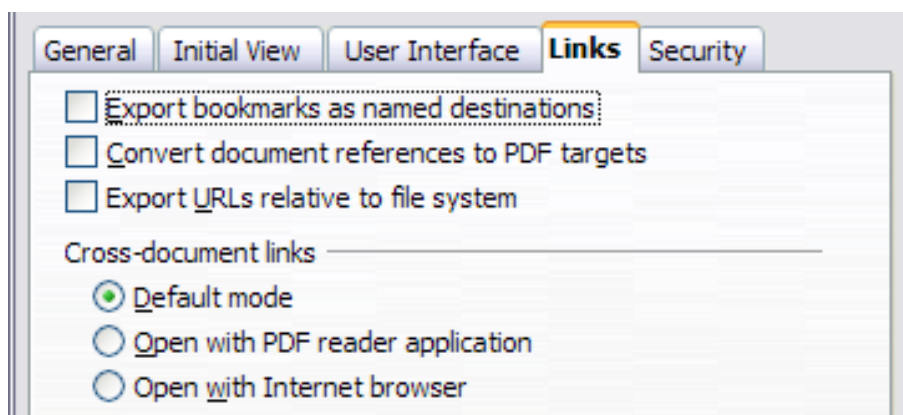 General Initial View User Interface Links Security
Export bookmarks as named destinations
Convert document references to PDF targets
Export URLs relative to file system
Cross-document links
Default mode
Open with PDF reader application
Open with Internet browser